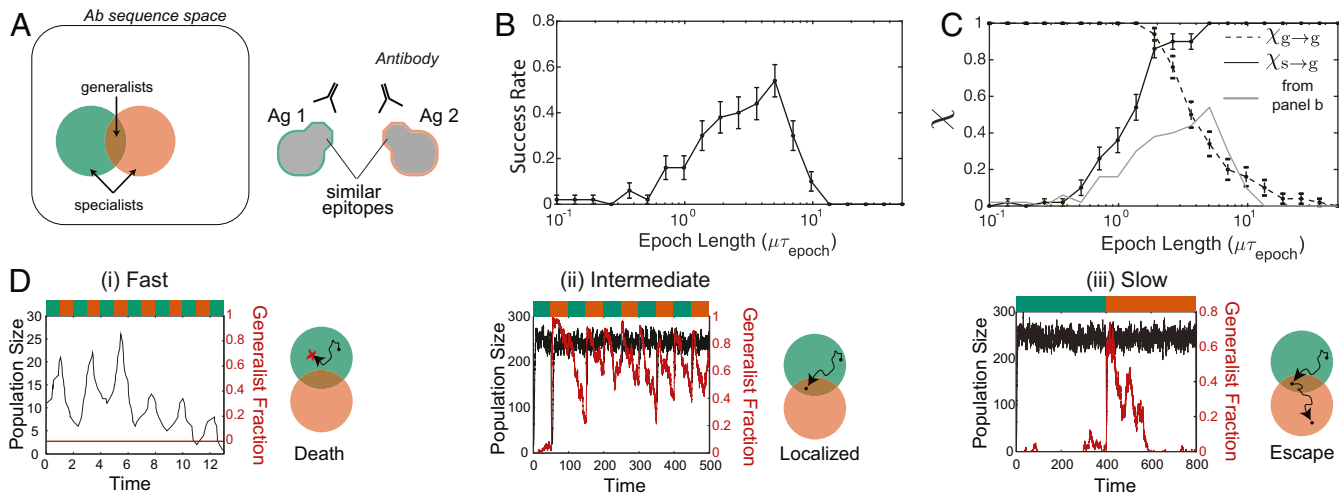 A
Ab sequence space
generalists
specialists
Antibody
Ag 1
Ag 2
similar
epitopes
B
Success Rate
0.8
0.6
0.4
0.2
0
10^-1
10^0
10^1
Epoch Length (μτ_epoch)
C
χ
1
0.8
0.6
0.4
0.2
0
10^-1
10^0
10^1
Epoch Length (μτ_epoch)
χ_g→g
χ_s→g
from
panel b
D
(i) Fast
Population Size
30
25
20
15
10
5
0
0
2
4
6
8
10
12
Time
1
0.8
0.6
0.4
0.2
0
Generalist Fraction
Death
(ii) Intermediate
Population Size
300
200
100
0
0
100
200
300
400
500
Time
1
0.8
0.6
0.4
0.2
0
Generalist Fraction
Localized
(iii) Slow
Population Size
300
200
100
0
0
200
400
600
800
Time
0.8
0.6
0.4
0.2
0
Generalist Fraction
Escape